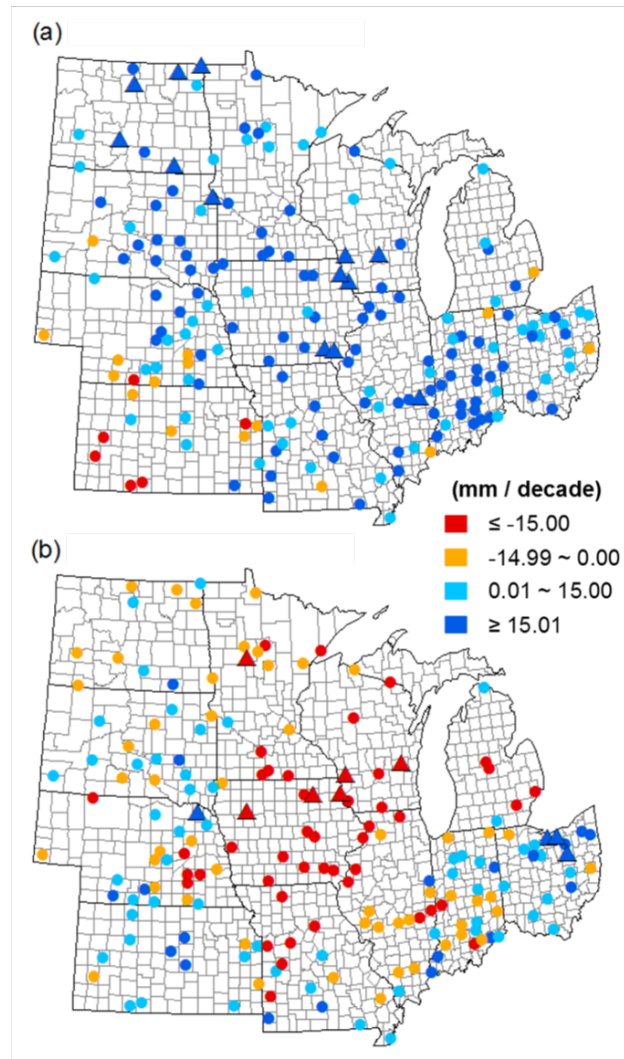 (a)
(mm / decade)
≤ -15.00
-14.99 ~ 0.00
0.01 ~ 15.00
≥ 15.01
(b)